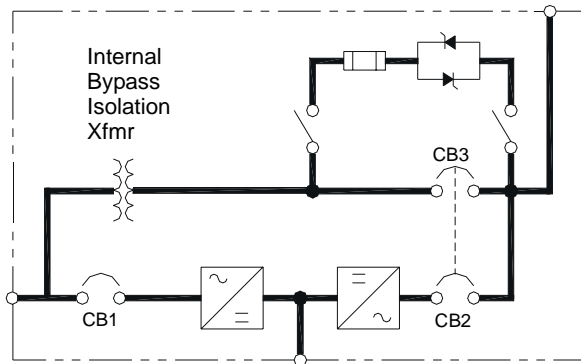 Internal
Bypass
Isolation
Xfmr
CB3
CB1
CB2